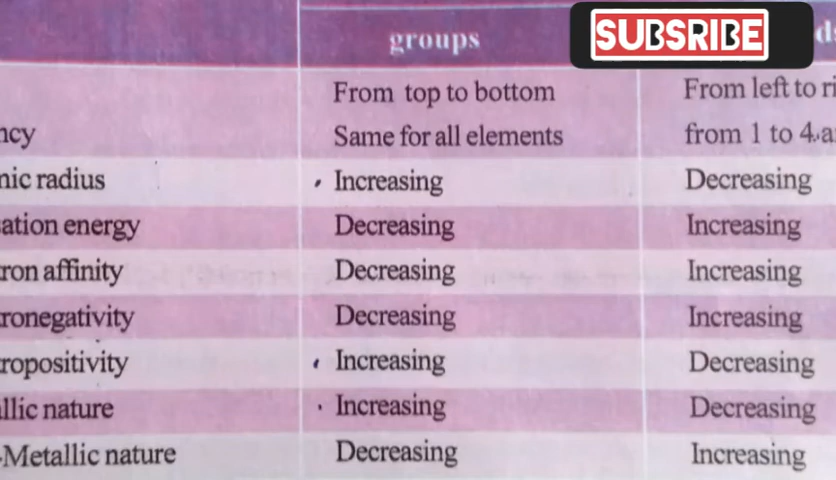 groups SUBSRIBE ds
From top to bottom From left to ri
ncy Same for all elements from 1 to 4,a
nic radius Increasing Decreasing
sation energy Decreasing Increasing
ron affinity Decreasing Increasing
ronegativity Decreasing Increasing
ropositivity Increasing Decreasing
llic nature Increasing Decreasing
-Metallic nature Decreasing Increasing